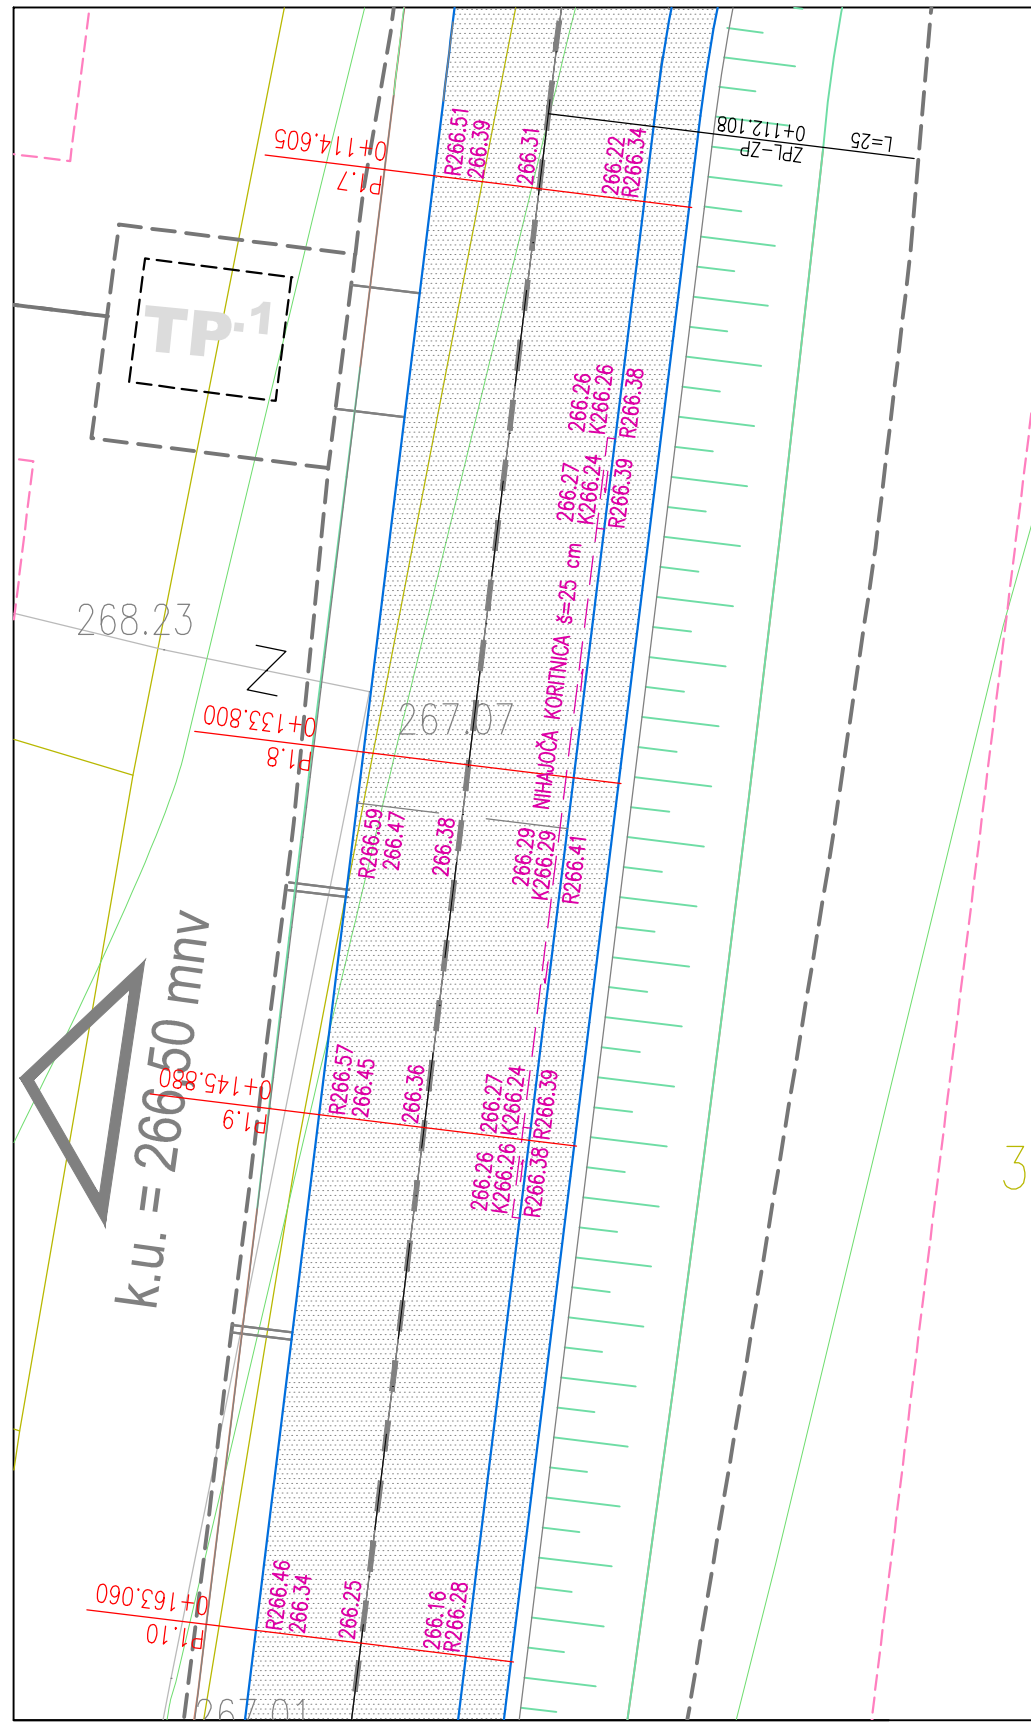 R266.51
266.39
266.31
266.22
R266.34
0+114.605
P1.7
0+112.108
ZPL-ZP
L=25
TP.1
266.26
K266.26
R266.38
266.27
K266.24
R266.39
NIHAJOČA KORITNICA š=25 cm
268.23
Z
267.07
0+133.800
P1.8
R266.59
266.47
266.38
266.29
K266.29
R266.41
k.u. = 266.50 mnv
0+145.880
P1.9
R266.57
266.45
266.36
266.27
K266.24
R266.39
266.26
K266.26
R266.38
3
0+163.060
P1.10
R266.46
266.34
266.25
266.16
R266.28
267.01